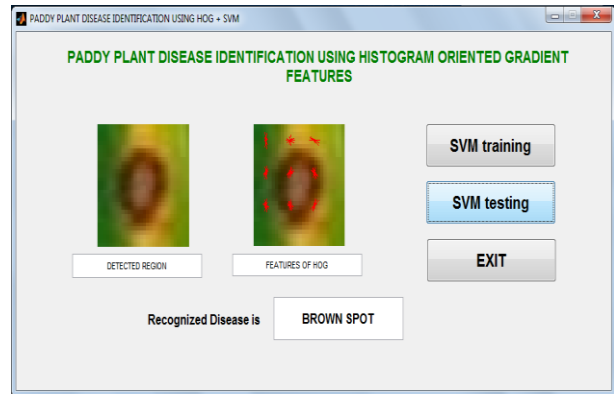 PADDY PLANT DISEASE IDENTIFICATION USING HOG + SVM
PADDY PLANT DISEASE IDENTIFICATION USING HISTOGRAM ORIENTED GRADIENT
FEATURES
SVM training
SVM testing
EXIT
DETECTED REGION
FEATURES OF HOG
Recognized Disease is
BROWN SPOT